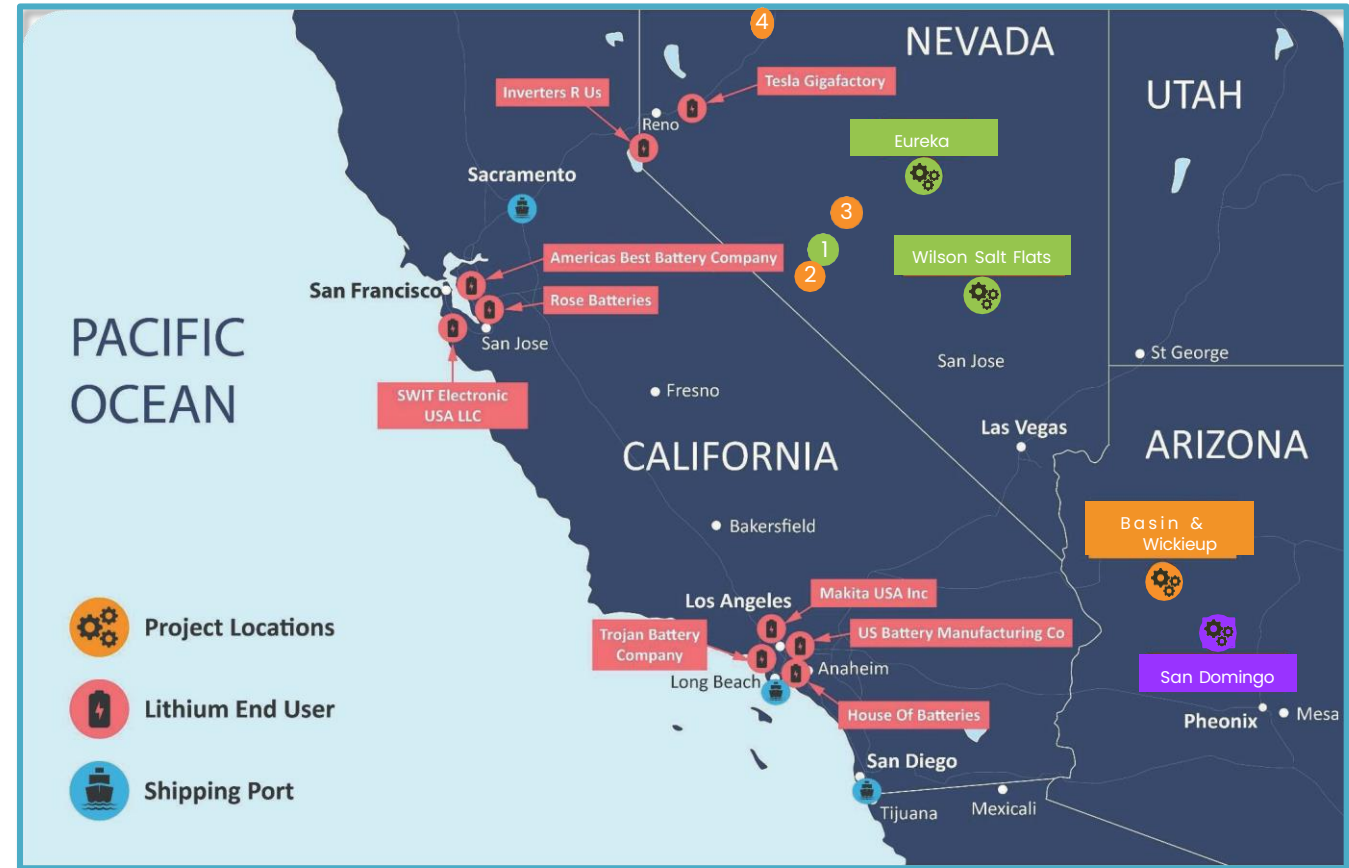 4
NEVADA
UTAH
Tesla Gigafactory
Inverters R Us
Reno
Eureka
Sacramento
3
1
2
Wilson Salt Flats
Americas Best Battery Company
San Francisco
Rose Batteries
San Jose
PACIFIC
OCEAN
San Jose
St George
SWIT Electronic
USA LLC
Fresno
Las Vegas
ARIZONA
CALIFORNIA
Bakersfield
Basin &
Wickieup
Los Angeles
Makita USA Inc
Trojan Battery
Company
US Battery Manufacturing Co
Anaheim
Long Beach
San Domingo
House Of Batteries
Pheonix
Mesa
San Diego
Tijuana
Mexicali
Project Locations
Lithium End User
Shipping Port